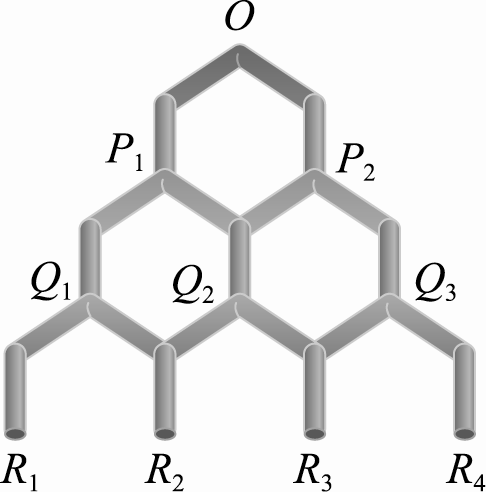 O
P₁ P₂
Q₁ Q₂ Q₃
R₁ R₂ R₃ R₄